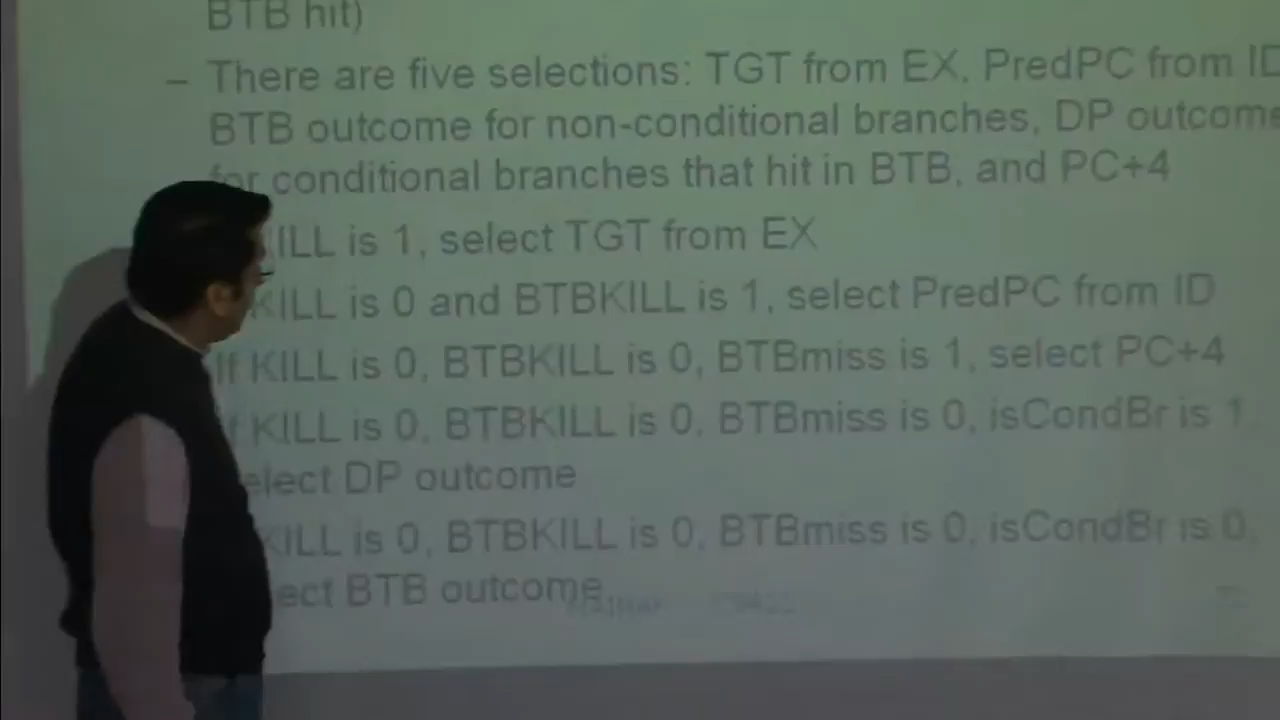 BTB hit)
– There are five selections: TGT from EX, PredPC from ID
BTB outcome for non-conditional branches, DP outcome
for conditional branches that hit in BTB, and PC+4
KILL is 1, select TGT from EX
KILL is 0 and BTBKILL is 1, select PredPC from ID
If KILL is 0, BTBKILL is 0, BTBmiss is 1, select PC+4
If KILL is 0, BTBKILL is 0, BTBmiss is 0, isCondBr is 1,
elect DP outcome
KILL is 0, BTBKILL is 0, BTBmiss is 0, isCondBr is 0,
ect BTB outcome